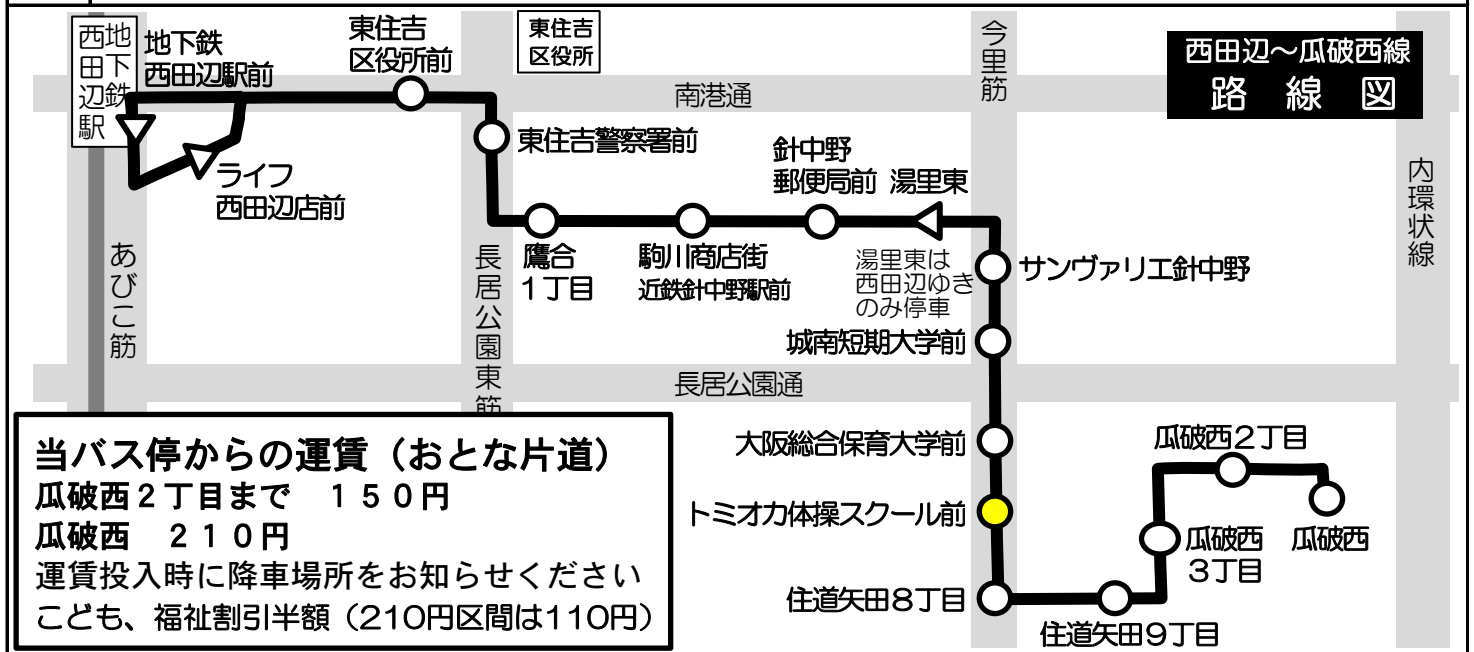 西田辺～瓜破西線
路線図
地下鉄
西田辺駅
地下鉄
西田辺駅前
東住吉
区役所前
東住吉
区役所
今里筋
南港通
東住吉警察署前
針中野
郵便局前
湯里東
ライフ
西田辺店前
内環状線
あびこ筋
長居公園東筋
鷹合
1丁目
駒川商店街
近鉄針中野駅前
湯里東は
西田辺ゆき
のみ停車
サンヴァリエ針中野
城南短期大学前
長居公園通
大阪総合保育大学前
瓜破西2丁目
トミオカ体操スクール前
瓜破西
3丁目
瓜破西
住道矢田8丁目
住道矢田9丁目
当バス停からの運賃（おとな片道）
瓜破西２丁目まで　１５０円
瓜破西　２１０円
運賃投入時に降車場所をお知らせください
こども、福祉割引半額（210円区間は110円）